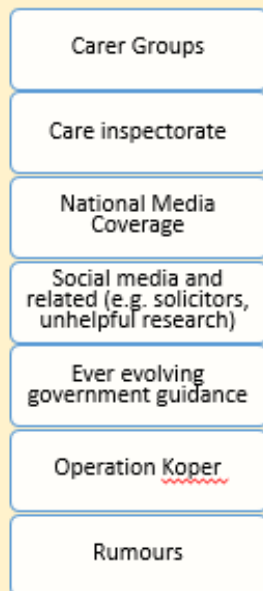 Carer Groups
Care inspectorate
National Media
Coverage
Social media and
related (e.g. solicitors,
unhelpful research)
Ever evolving
government guidance
Operation Koper
Rumours